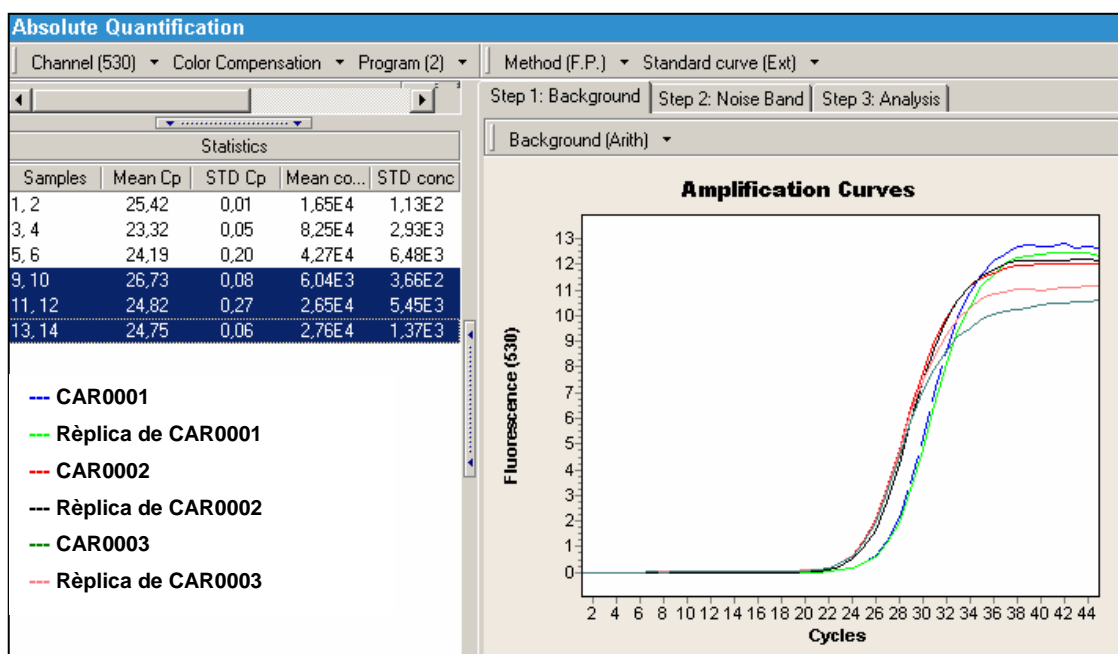 Absolute Quantification
Channel (530) Color Compensation Program (2)
Method (F.P.) Standard curve (Ext)
Step 1: Background Step 2: Noise Band Step 3: Analysis
Background (Arith)
Statistics
Samples Mean Cp STD Cp Mean co... STD conc
1, 2 25,42 0,01 1,65E4 1,13E2
3, 4 23,32 0,05 8,25E4 2,93E3
5, 6 24,19 0,20 4,27E4 6,48E3
9, 10 26,73 0,08 6,04E3 3,66E2
11, 12 24,82 0,27 2,65E4 5,45E3
13, 14 24,75 0,06 2,76E4 1,37E3
--- CAR0001
--- Rèplica de CAR0001
--- CAR0002
--- Rèplica de CAR0002
--- CAR0003
--- Rèplica de CAR0003
Amplification Curves
Fluorescence (530)
13
12
11
10
9
8
7
6
5
4
3
2
1
0
2 4 6 8 10 12 14 16 18 20 22 24 26 28 30 32 34 36 38 40 42 44
Cycles